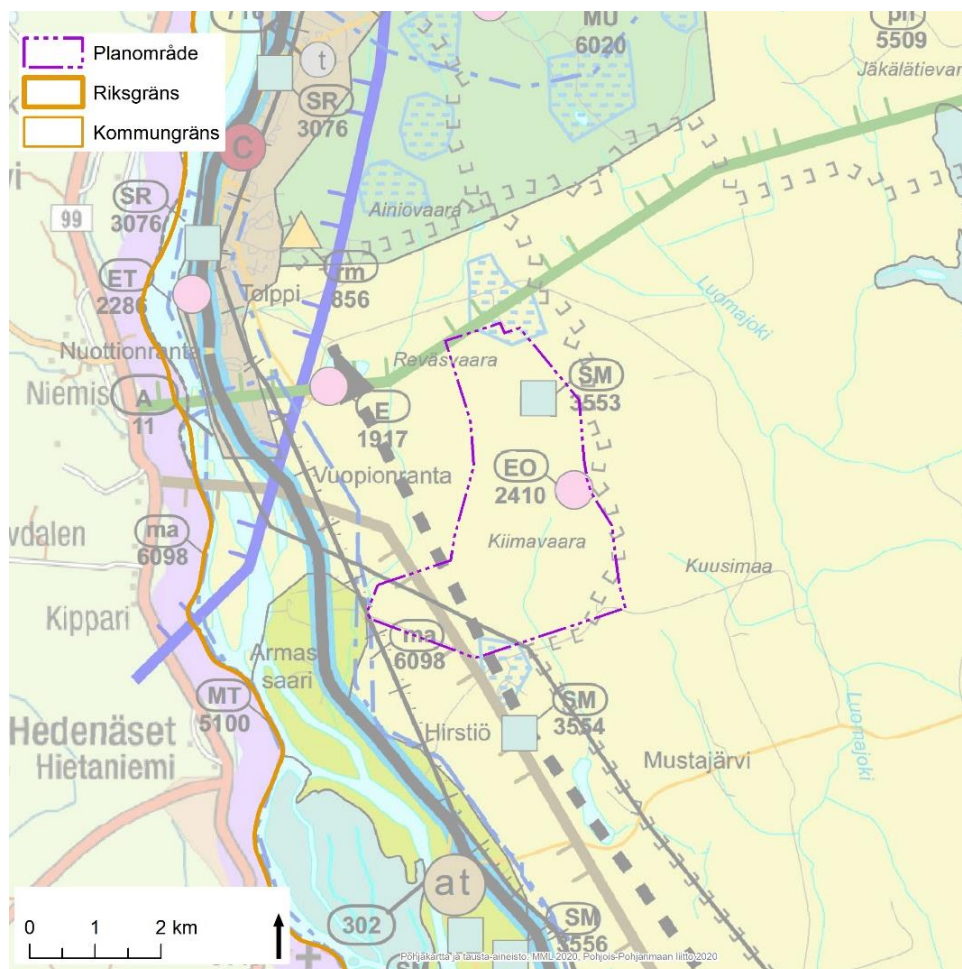 Planområde
Riksgräns
Kommungräns
t
MU
6020
5509
Jäkälätievar
SR
3076
C
Ainiovaara
SR
3076
99
rm
856
ET
2286
Tolppi
Luomajoki
Nuottionranta
Niemis
Reväsvaara
A
11
E
1917
SM
3553
Vuopionranta
EO
2410
vdalen
ma
6098
Kiimavaara
Kuusimaa
Kippari
ma
6098
Armas
saari
MT
5100
SM
3554
Hedenäset
Hietaniemi
Hirstiö
Luomajoki
Mustajärvi
at
302
SM
3556
0 1 2 km
Pohjakartta ja tausta-aineisto: MML 2020, Pohjois-Pohjanmaan liitto 2020